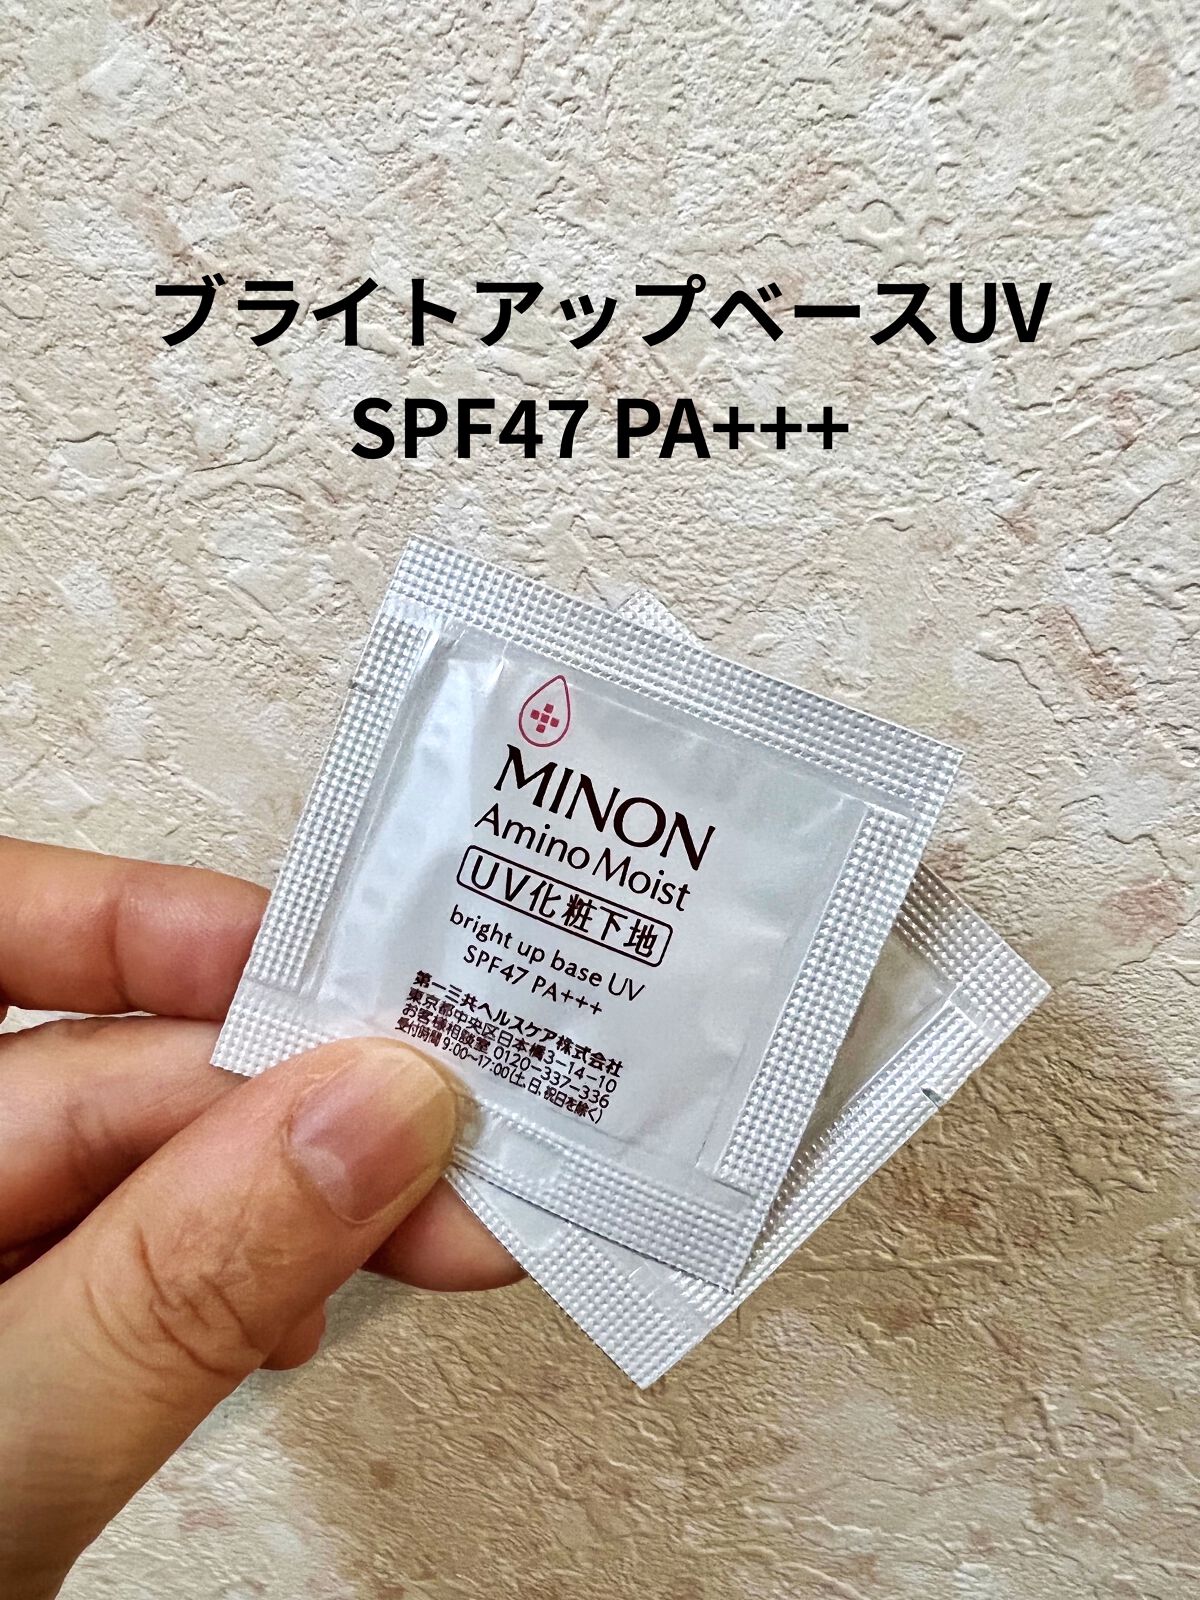 ブライトアップベースUV
SPF47 PA+++
MINON
Amino Moist
UV化粧下地
bright up base UV
SPF47 PA+++
第一三共ヘルスケア株式会社
東京都中央区日本橋3-14-10
お客様相談室 0120-337-336
受付時間 9:00~17:00(土、日、祝日を除く)